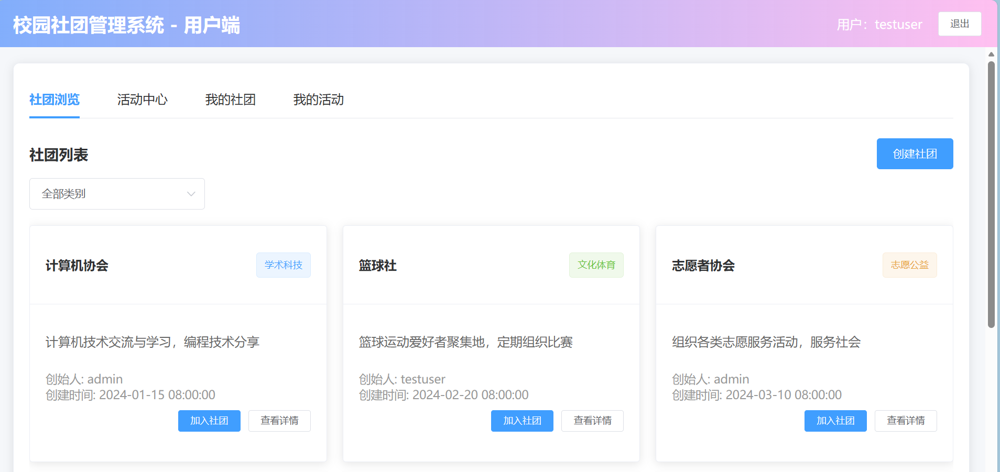 校园社团管理系统 - 用户端
用户：testuser
退出
社团浏览
活动中心
我的社团
我的活动
社团列表
创建社团
全部类别
计算机协会
学术科技
计算机技术交流与学习，编程技术分享
创始人: admin
创建时间: 2024-01-15 08:00:00
加入社团
查看详情
篮球社
文化体育
篮球运动爱好者聚集地，定期组织比赛
创始人: testuser
创建时间: 2024-02-20 08:00:00
加入社团
查看详情
志愿者协会
志愿公益
组织各类志愿服务活动，服务社会
创始人: admin
创建时间: 2024-03-10 08:00:00
加入社团
查看详情